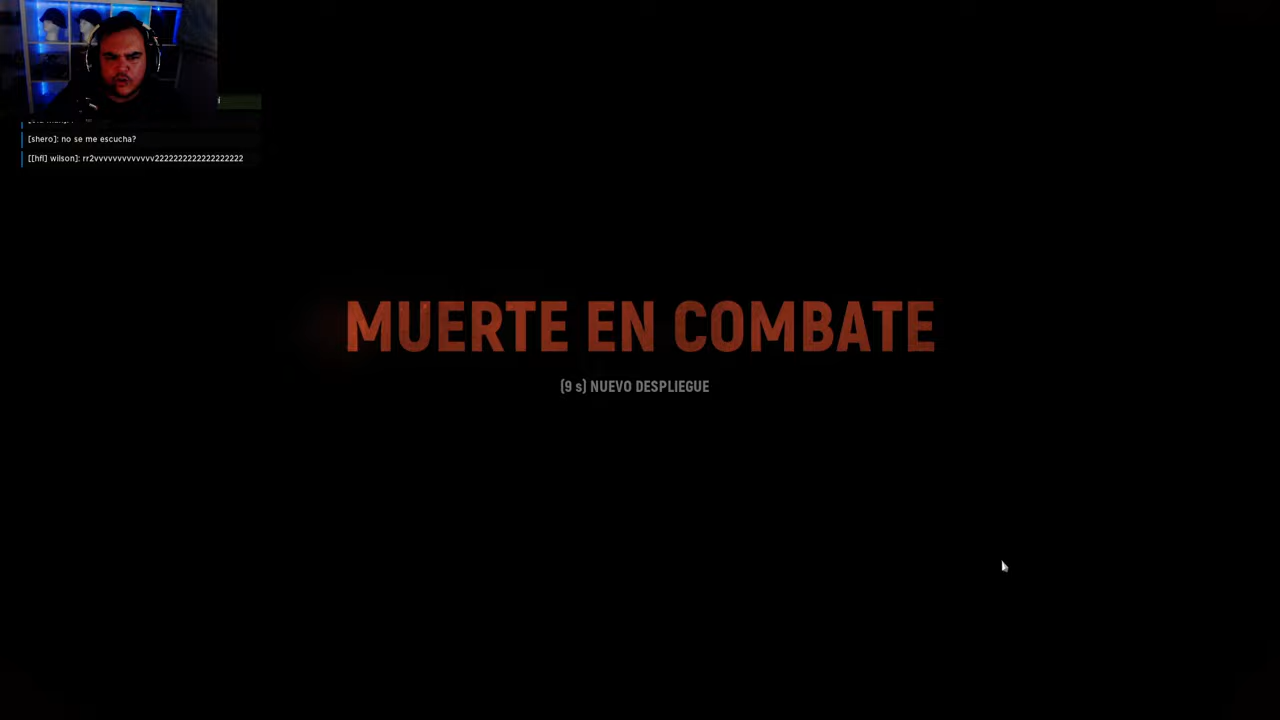 [shero]: no se me escucha?
[[hfl] wilson]: rr2vvvvvvvvvvvvv2222222222222222222
MUERTE EN COMBATE
(9 s) NUEVO DESPLIEGUE